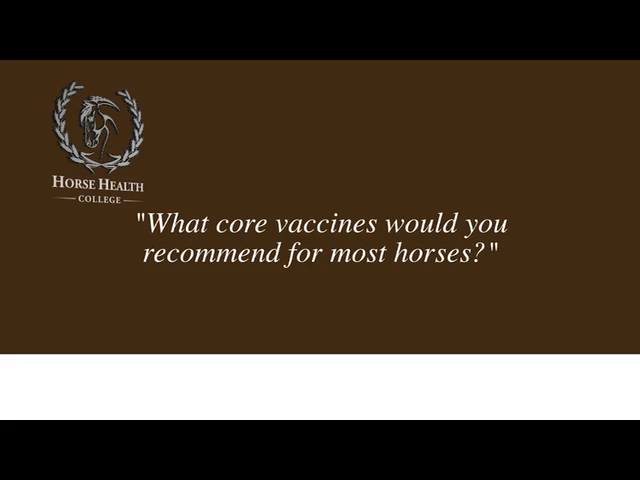 HORSE HEALTH
COLLEGE
"What core vaccines would you
recommend for most horses?"